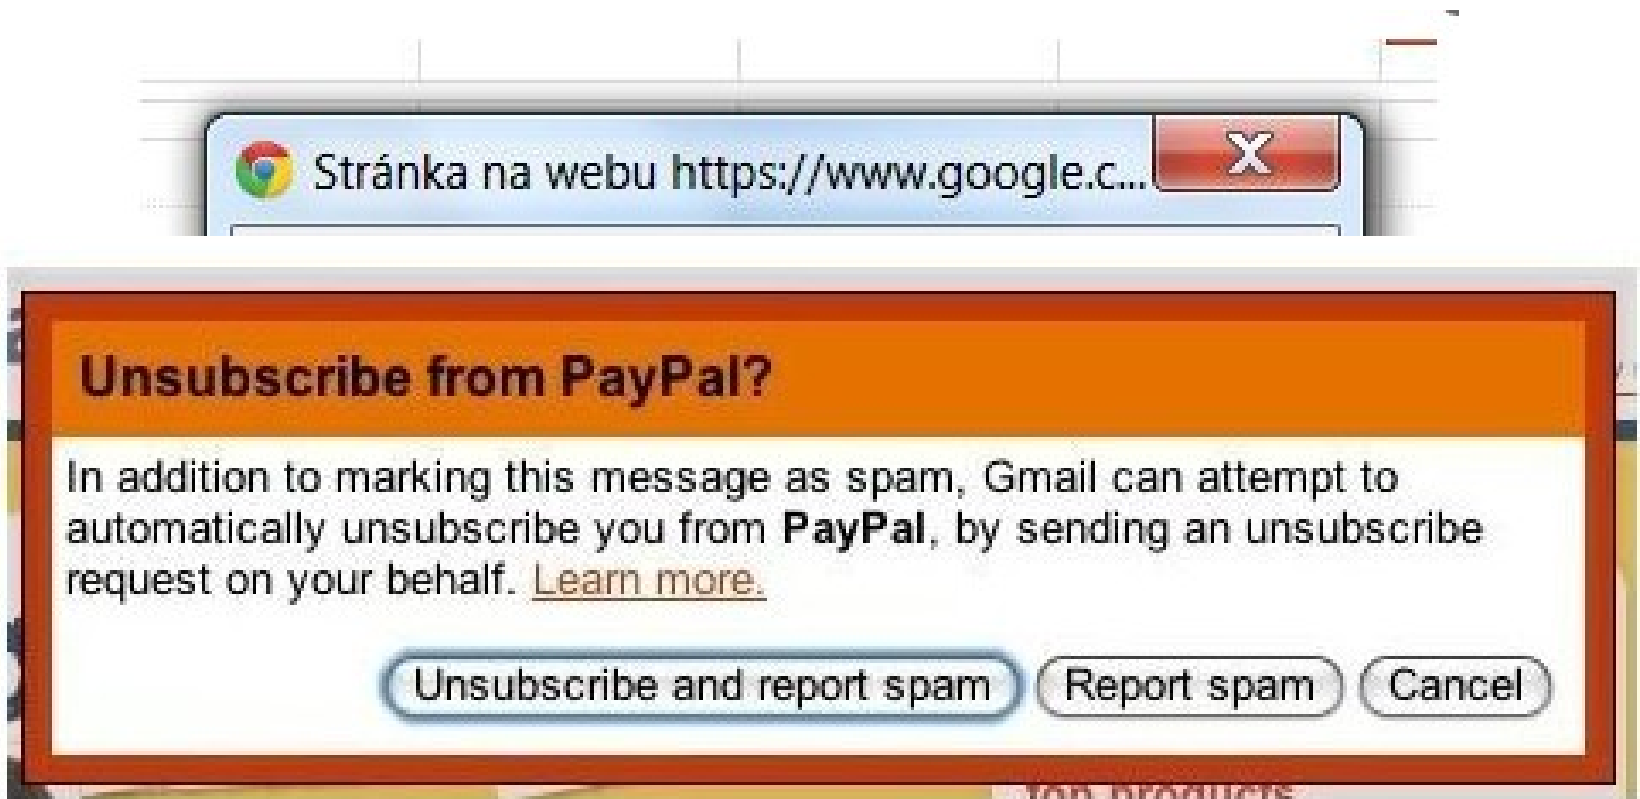 Stránka na webu https://www.google.c...
Unsubscribe from PayPal?
In addition to marking this message as spam, Gmail can attempt to
automatically unsubscribe you from PayPal, by sending an unsubscribe
request on your behalf. Learn more.
Unsubscribe and report spam Report spam Cancel
top products